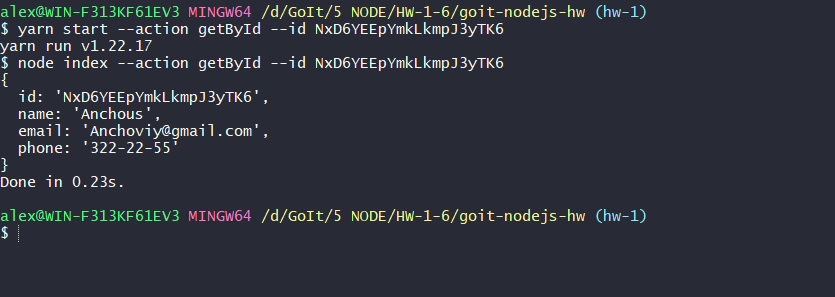 alex@WIN-F313KF61EV3 MINGW64 /d/GoIt/5 NODE/HW-1-6/goit-nodejs-hw (hw-1)
$ yarn start --action getById --id NxD6YEEpYmkLkmpJ3yTK6
yarn run v1.22.17
$ node index --action getById --id NxD6YEEpYmkLkmpJ3yTK6
{
  id: 'NxD6YEEpYmkLkmpJ3yTK6',
  name: 'Anchous',
  email: 'Anchoviy@gmail.com',
  phone: '322-22-55'
}
Done in 0.23s.
alex@WIN-F313KF61EV3 MINGW64 /d/GoIt/5 NODE/HW-1-6/goit-nodejs-hw (hw-1)
$